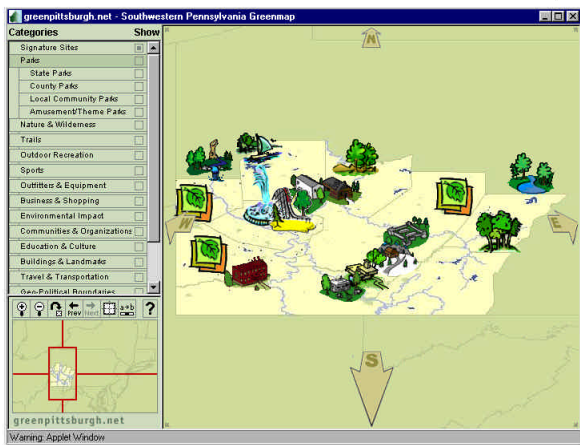 greenpittsburgh.net - Southwestern Pennsylvania Greenmap
Categories Show
Signature Sites
Parks
State Parks
County Parks
Local Community Parks
Amusement/Theme Parks
Nature & Wilderness
Trails
Outdoor Recreation
Sports
Outfitters & Equipment
Business & Shopping
Environmental Impact
Communities & Organizations
Education & Culture
Buildings & Landmarks
Travel & Transportation
Geo-Political Boundaries
N
W
E
S
Prev Next a→b ?
greenpittsburgh.net
Warning: Applet Window